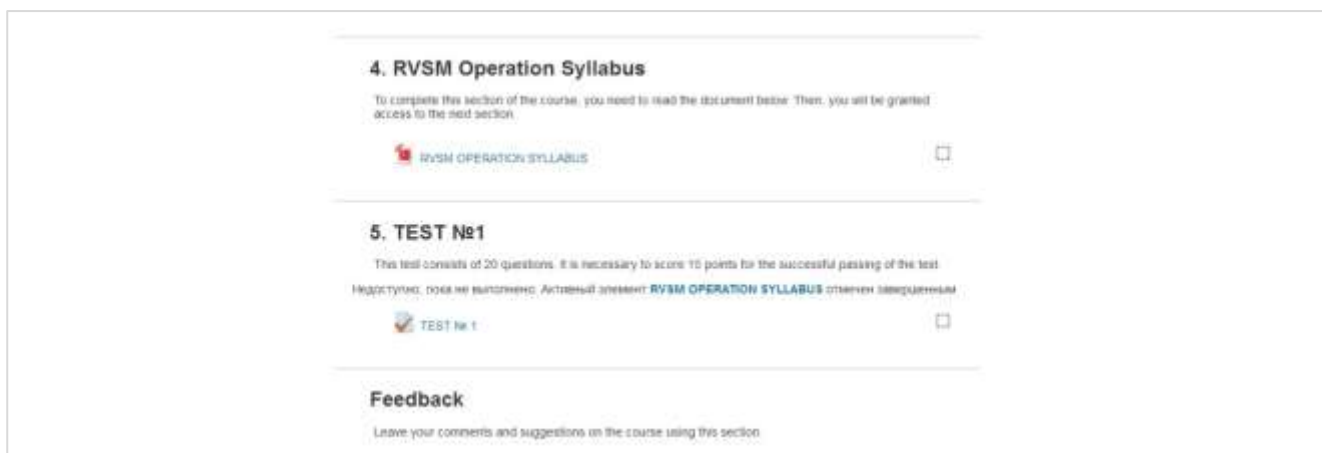 4. RVSM Operation Syllabus
To complete this section of the course, you need to read the document below. Then, you will be granted
access to the next section.
RVSM OPERATION SYLLABUS
5. TEST №1
This test consists of 20 questions. It is necessary to score 15 points for the successful passing of the test.
Недоступно, пока не выполнено: Активный элемент RVSM OPERATION SYLLABUS отмечен завершенным
TEST № 1
Feedback
Leave your comments and suggestions on the course using this section